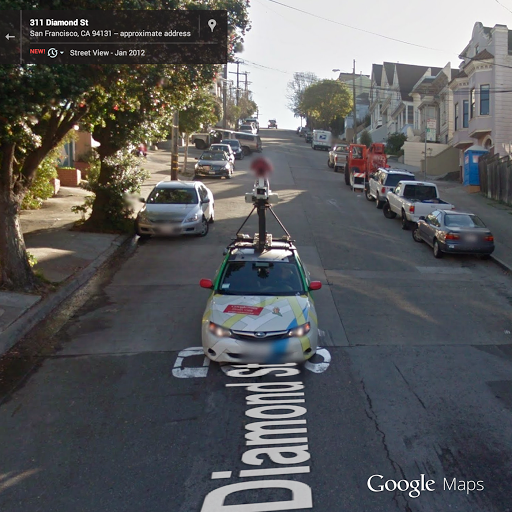 311 Diamond St
San Francisco, CA 94131 – approximate address
NEW! Street View - Jan 2012
Diamond St
Google Maps